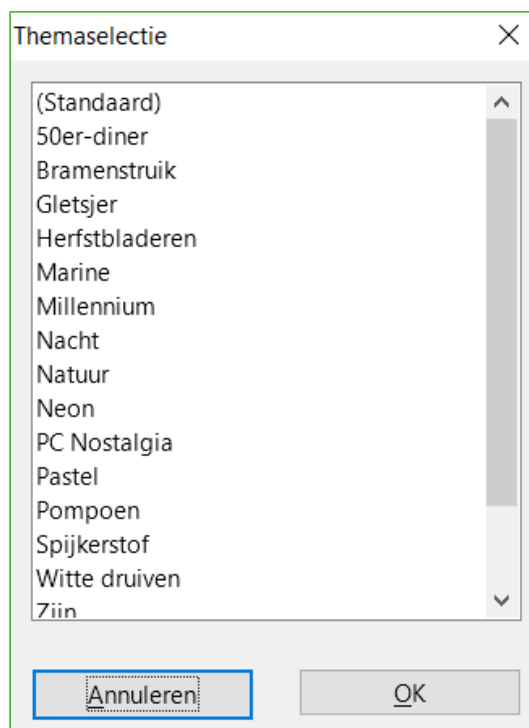 Themaselectie
(Standaard)
50er-diner
Bramenstruik
Gletsjer
Herfstbladeren
Marine
Millennium
Nacht
Natuur
Neon
PC Nostalgia
Pastel
Pompoen
Spijkerstof
Witte druiven
Zijn
Annuleren
OK